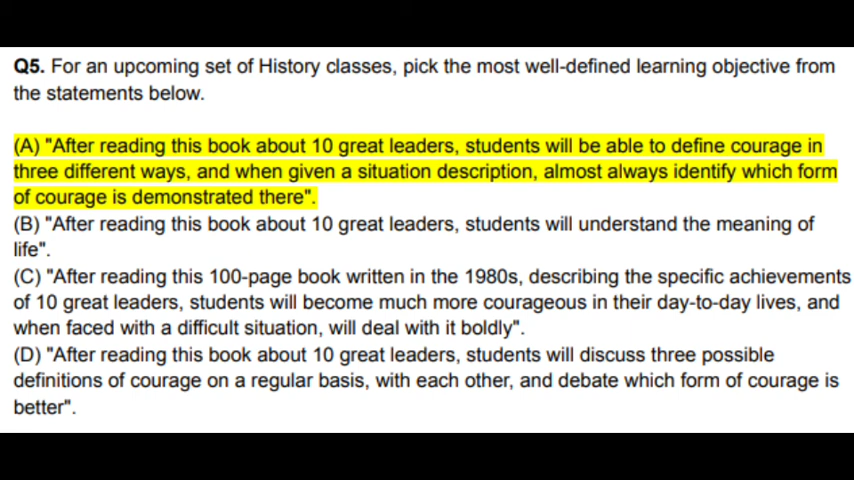 Q5. For an upcoming set of History classes, pick the most well-defined learning objective from
the statements below.
(A) "After reading this book about 10 great leaders, students will be able to define courage in
three different ways, and when given a situation description, almost always identify which form
of courage is demonstrated there".
(B) "After reading this book about 10 great leaders, students will understand the meaning of
life".
(C) "After reading this 100-page book written in the 1980s, describing the specific achievements
of 10 great leaders, students will become much more courageous in their day-to-day lives, and
when faced with a difficult situation, will deal with it boldly".
(D) "After reading this book about 10 great leaders, students will discuss three possible
definitions of courage on a regular basis, with each other, and debate which form of courage is
better".